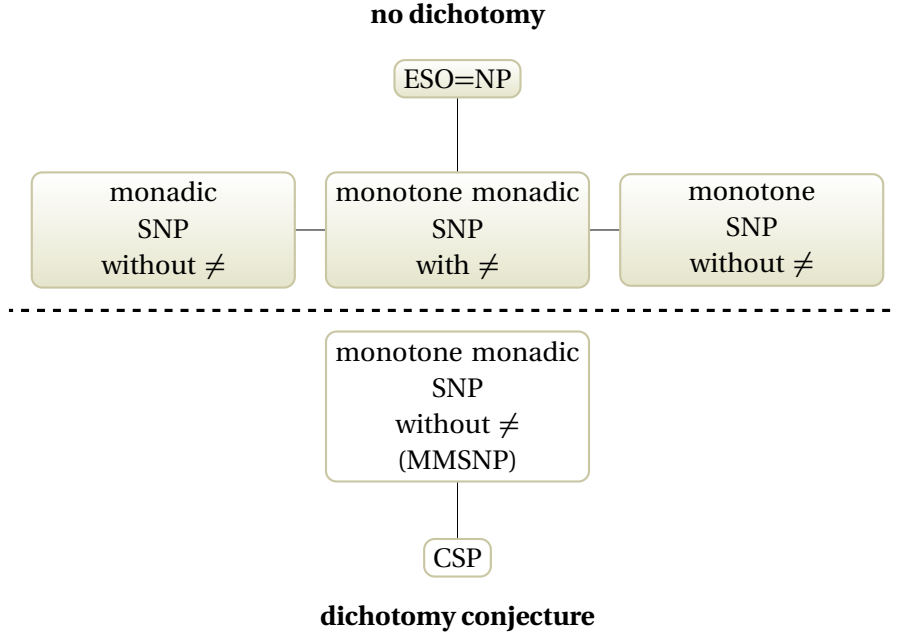 no dichotomy
ESO=NP
monadic
SNP
without ≠
monotone monadic
SNP
with ≠
monotone
SNP
without ≠
monotone monadic
SNP
without ≠
(MMSNP)
CSP
dichotomy conjecture